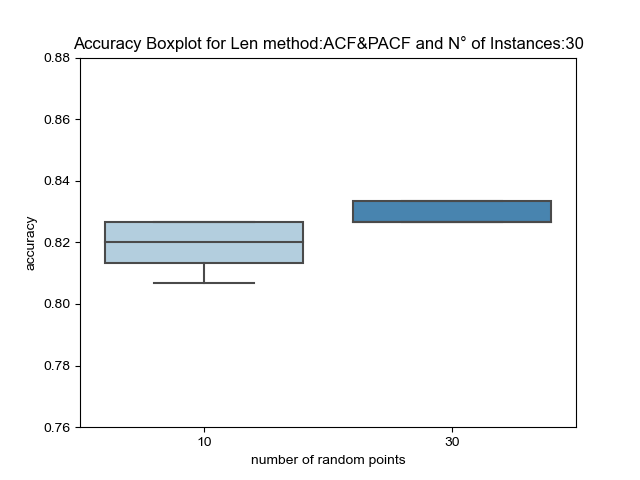 Accuracy Boxplot for Len method:ACF&PACF and N° of Instances:30
0.88
0.86
0.84
0.82
0.80
0.78
0.76
accuracy
10 30
number of random points